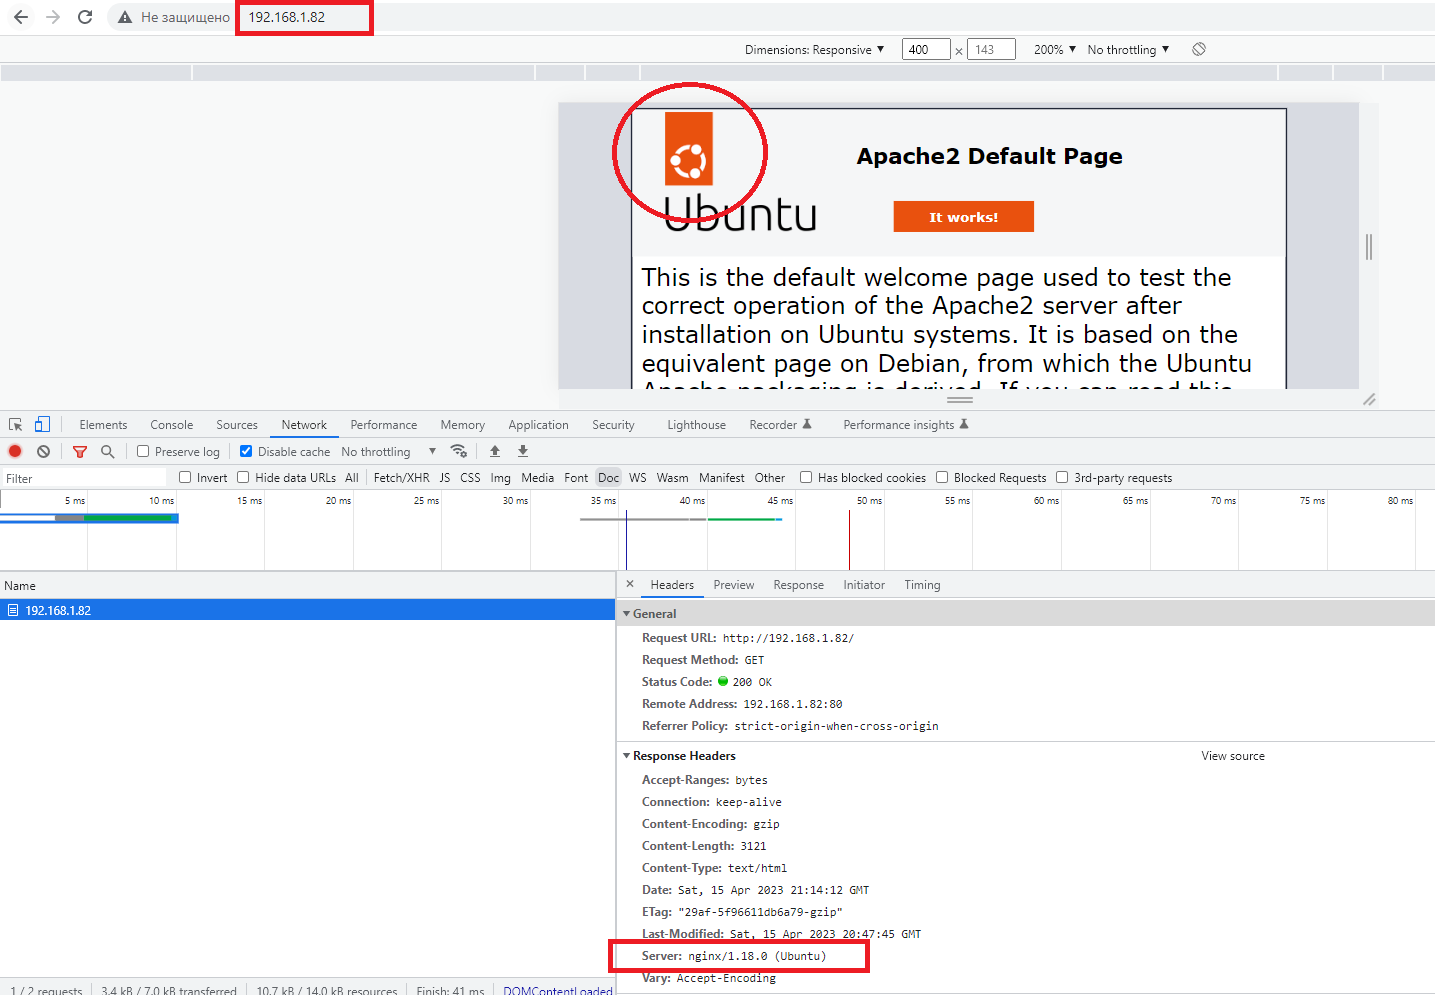 Не защищено 192.168.1.82
Dimensions: Responsive ▼ 400 × 143 200% ▼ No throttling ▼
Ubuntu
Apache2 Default Page
It works!
This is the default welcome page used to test the
correct operation of the Apache2 server after
installation on Ubuntu systems. It is based on the
equivalent page on Debian, from which the Ubuntu
Apache packaging is derived. If you can read this
Elements Console Sources Network Performance Memory Application Security Lighthouse Recorder Performance insights
Preserve log Disable cache No throttling ▼
Filter Invert Hide data URLs All Fetch/XHR JS CSS Img Media Font Doc WS Wasm Manifest Other Has blocked cookies Blocked Requests 3rd-party requests
5 ms 10 ms 15 ms 20 ms 25 ms 30 ms 35 ms 40 ms 45 ms 50 ms 55 ms 60 ms 65 ms 70 ms 75 ms 80 ms
Name
192.168.1.82
× Headers Preview Response Initiator Timing
▼ General
Request URL: http://192.168.1.82/
Request Method: GET
Status Code: 200 OK
Remote Address: 192.168.1.82:80
Referrer Policy: strict-origin-when-cross-origin
▼ Response Headers View source
Accept-Ranges: bytes
Connection: keep-alive
Content-Encoding: gzip
Content-Length: 3121
Content-Type: text/html
Date: Sat, 15 Apr 2023 21:14:12 GMT
ETag: "29af-5f96611db6a79-gzip"
Last-Modified: Sat, 15 Apr 2023 20:47:45 GMT
Server: nginx/1.18.0 (Ubuntu)
Vary: Accept-Encoding
1 / 2 requests 3.4 kB / 7.0 kB transferred 10.7 kB / 14.0 kB resources Finish: 41 ms DOMContentLoaded